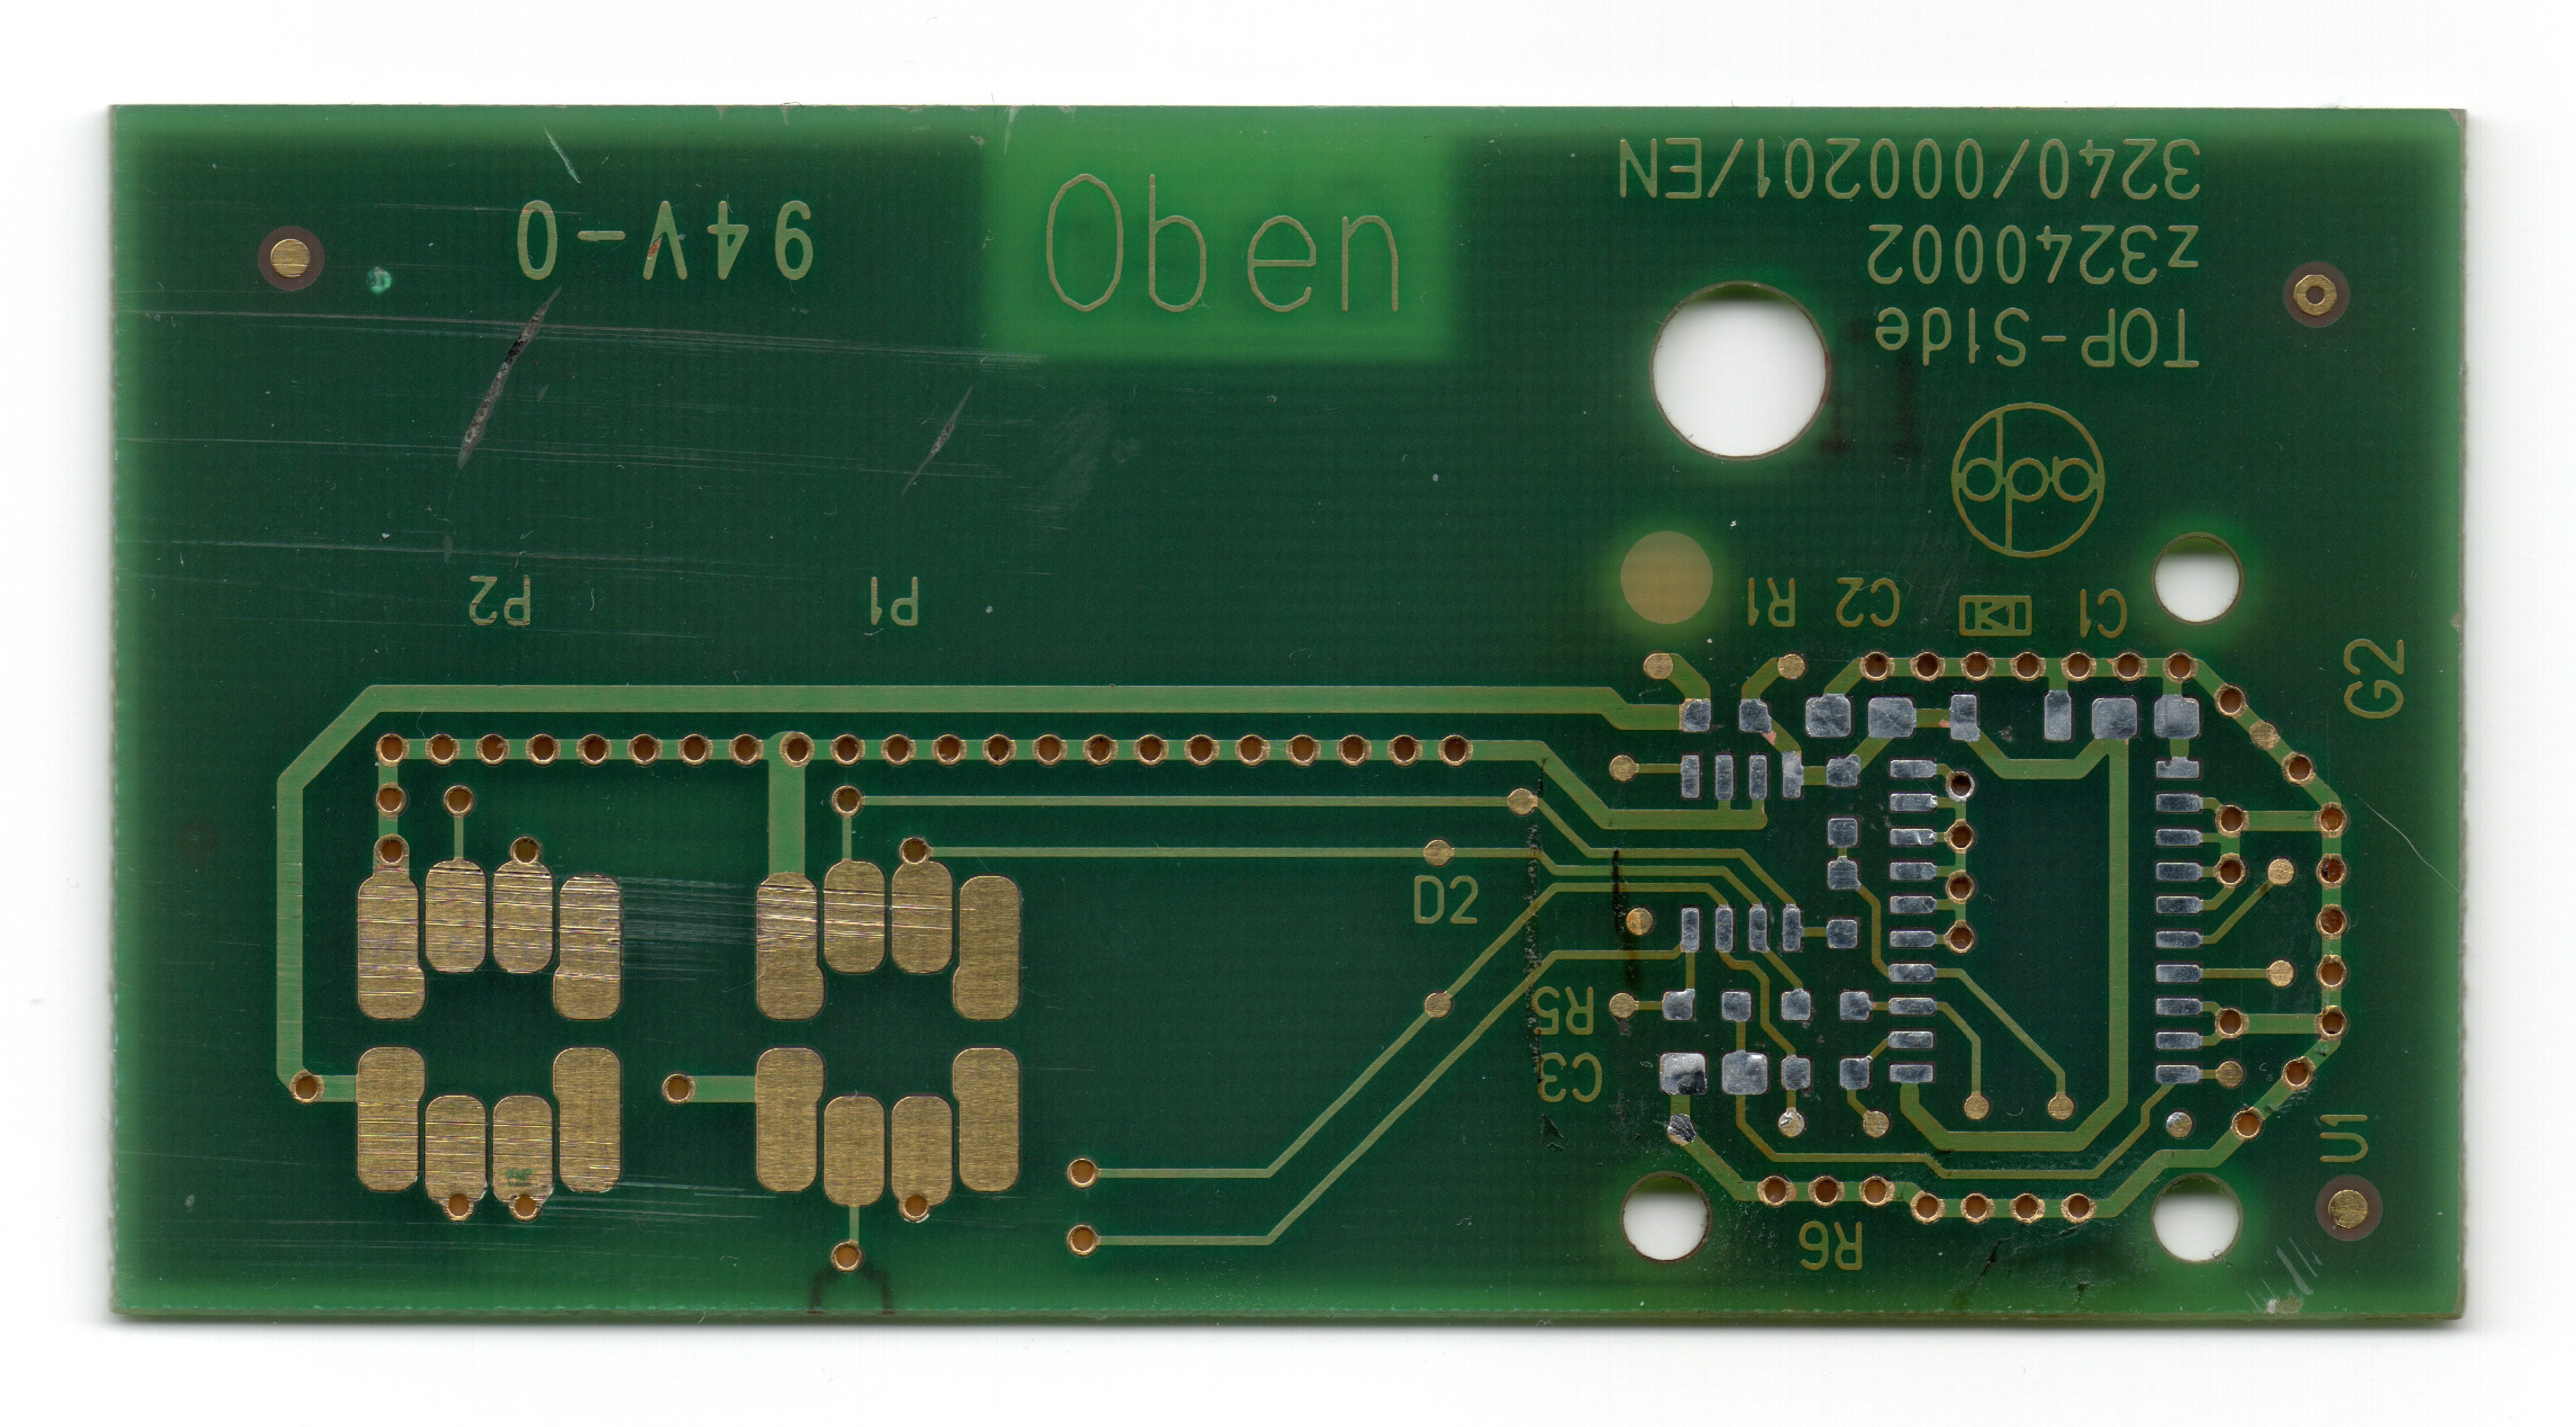 3240/000201/EN
z3240002
TOP-Side
94V-0
Oben
dpn
P2
P1
R1
C2
C1
G2
D2
R5
C3
U1
R6